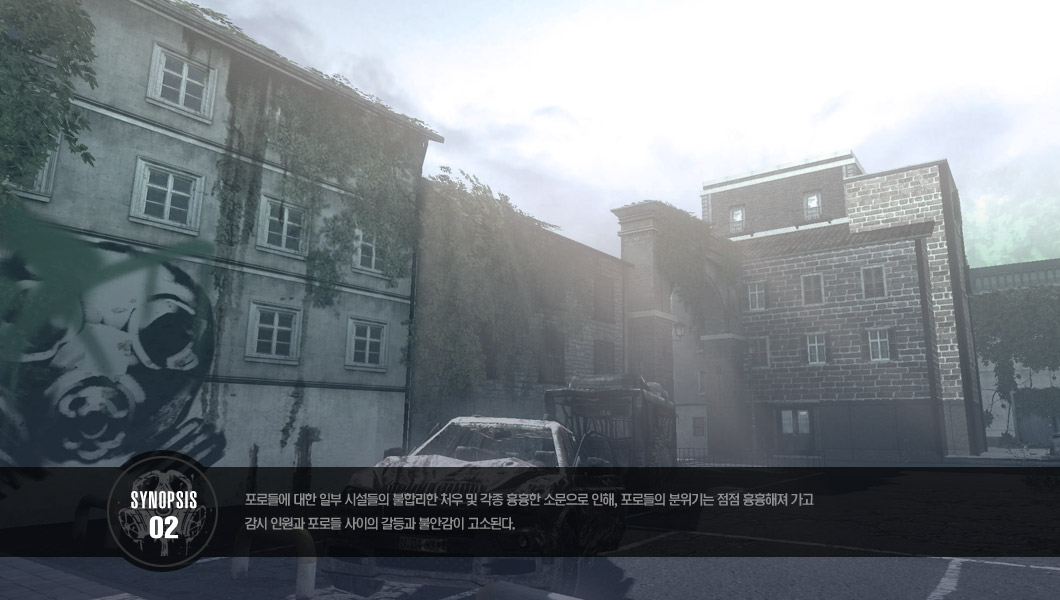 SYNOPSIS
02
포로들에 대한 일부 시설들의 불합리한 처우 및 각종 흉흉한 소문으로 인해, 포로들의 분위기는 점점 흉흉해져 가고
감시 인원과 포로들 사이의 갈등과 불안감이 고소된다.